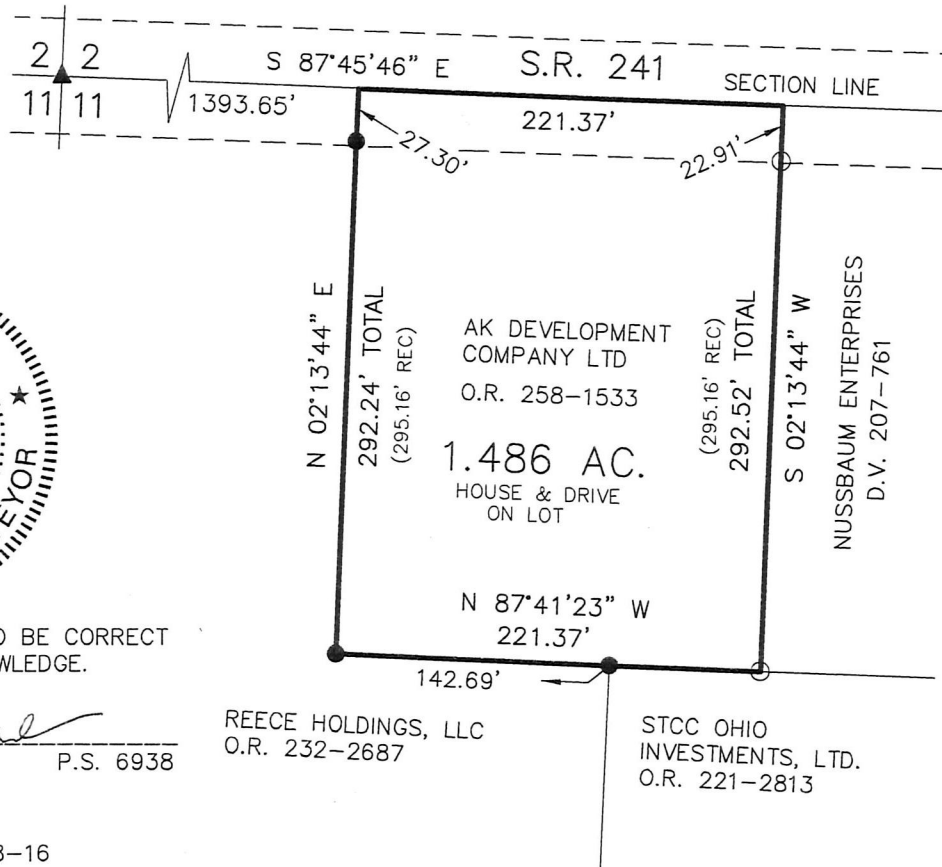 2 2
11 11
S 87°45'46" E
S.R. 241
SECTION LINE
1393.65'
221.37'
27.30'
22.91'
N 02°13'44" E
292.24' TOTAL
(295.16' REC)
AK DEVELOPMENT
COMPANY LTD
O.R. 258-1533
1.486 AC.
HOUSE & DRIVE
ON LOT
(295.16' REC)
292.52' TOTAL
S 02°13'44" W
NUSSBAUM ENTERPRISES
D.V. 207-761
N 87°41'23" W
221.37'
142.69'
BE CORRECT
P.S. 6938
REECE HOLDINGS, LLC
O.R. 232-2687
STCC OHIO
INVESTMENTS, LTD.
O.R. 221-2813
-16